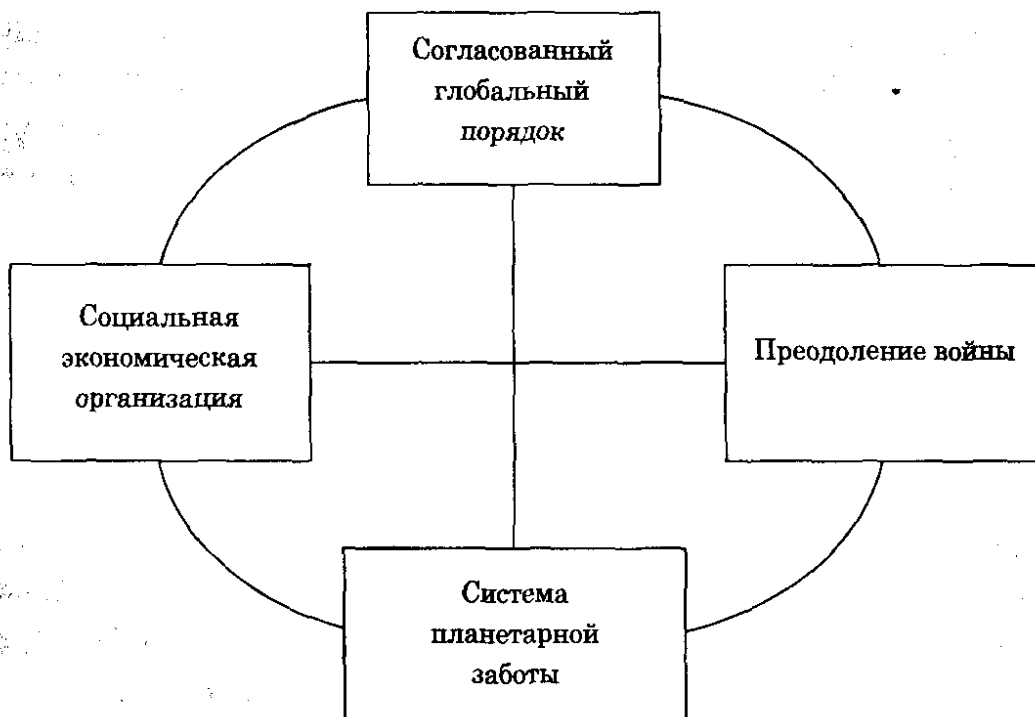 Согласованный
глобальный
порядок
Социальная
экономическая
организация
Преодоление войны
Система
планетарной
заботы